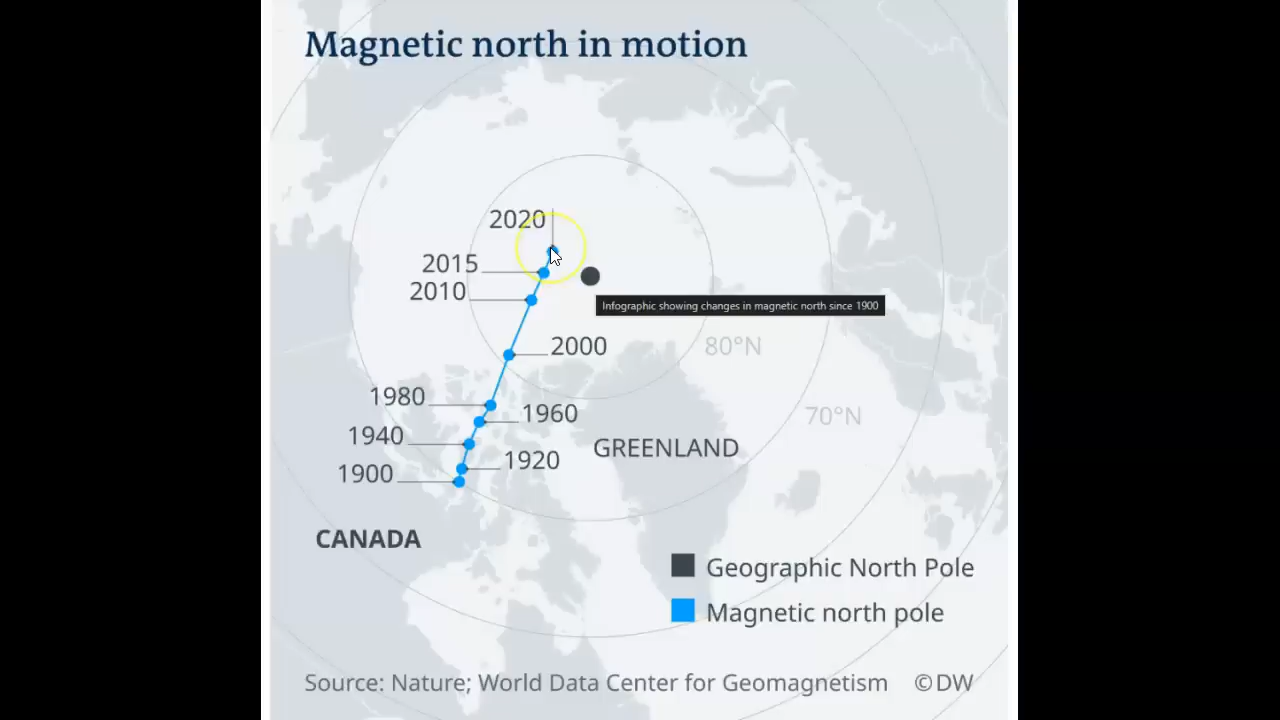 Magnetic north in motion
2020
2015
2010
Infographic showing changes in magnetic north since 1900
2000
80°N
1980
1960
70°N
1940
GREENLAND
1920
1900
CANADA
Geographic North Pole
Magnetic north pole
Source: Nature; World Data Center for Geomagnetism ©DW